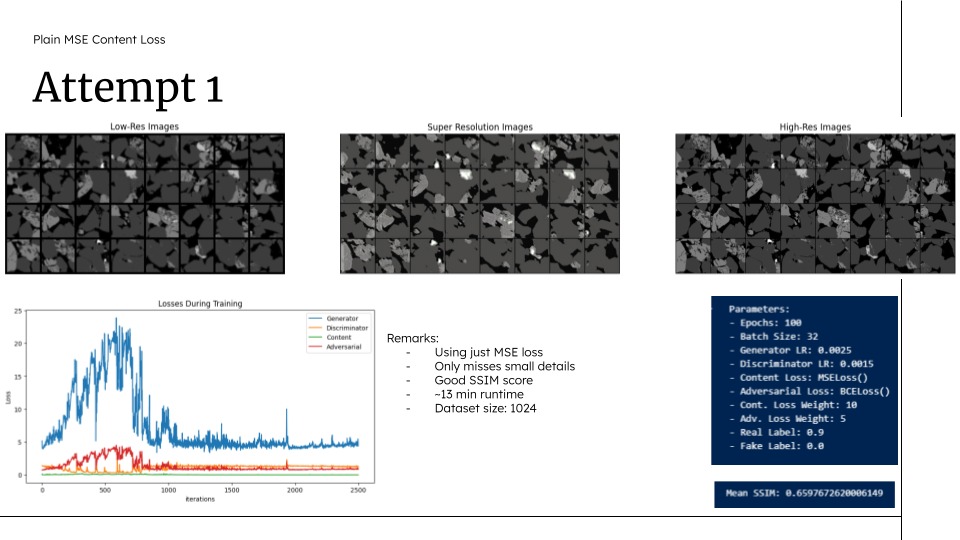 Plain MSE Content Loss
Attempt 1
Low-Res Images
Super Resolution Images
High-Res Images
Losses During Training
Generator
Discriminator
Content
Adversarial
25
20
15
10
5
0
Loss
0
500
1000
1500
2000
2500
iterations
Remarks:
- Using just MSE loss
- Only misses small details
- Good SSIM score
- ~13 min runtime
- Dataset size: 1024
Parameters:
- Epochs: 100
- Batch Size: 32
- Generator LR: 0.0025
- Discriminator LR: 0.0015
- Content Loss: MSELoss()
- Adversarial Loss: BCELoss()
- Cont. Loss Weight: 10
- Adv. Loss Weight: 5
- Real Label: 0.9
- Fake Label: 0.0
Mean SSIM: 0.6597672620006149